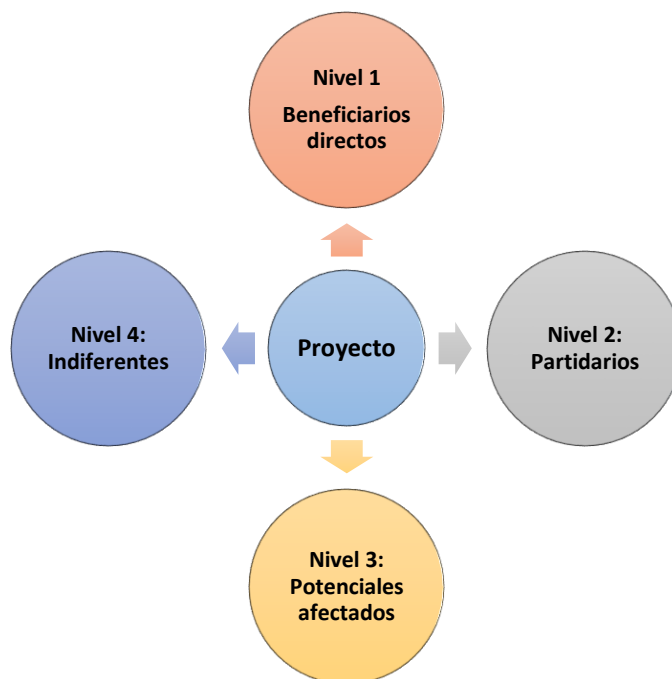 Nivel 1
Beneficiarios
directos
Nivel 4:
Indiferentes
Proyecto
Nivel 2:
Partidarios
Nivel 3:
Potenciales
afectados